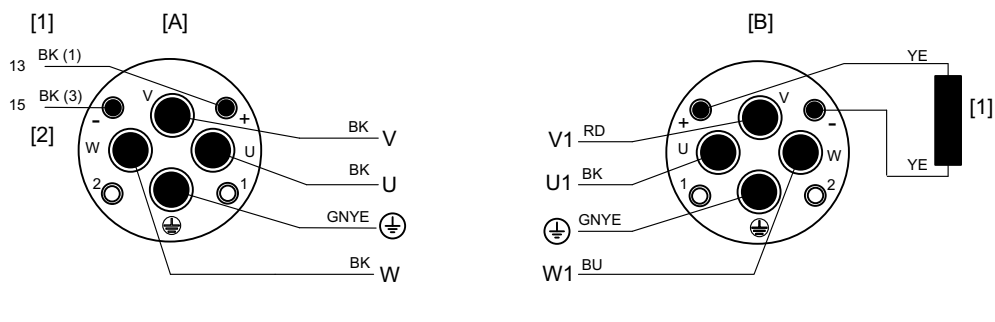 [1] [A] [B]
13 BK (1)
15 BK (3)
[2]
V
+
-
W
U
2
1
BK V
BK U
GNYE
BK W
YE
[1]
YE
V
+
-
U
W
1
2
V1 RD
U1 BK
GNYE
W1 BU